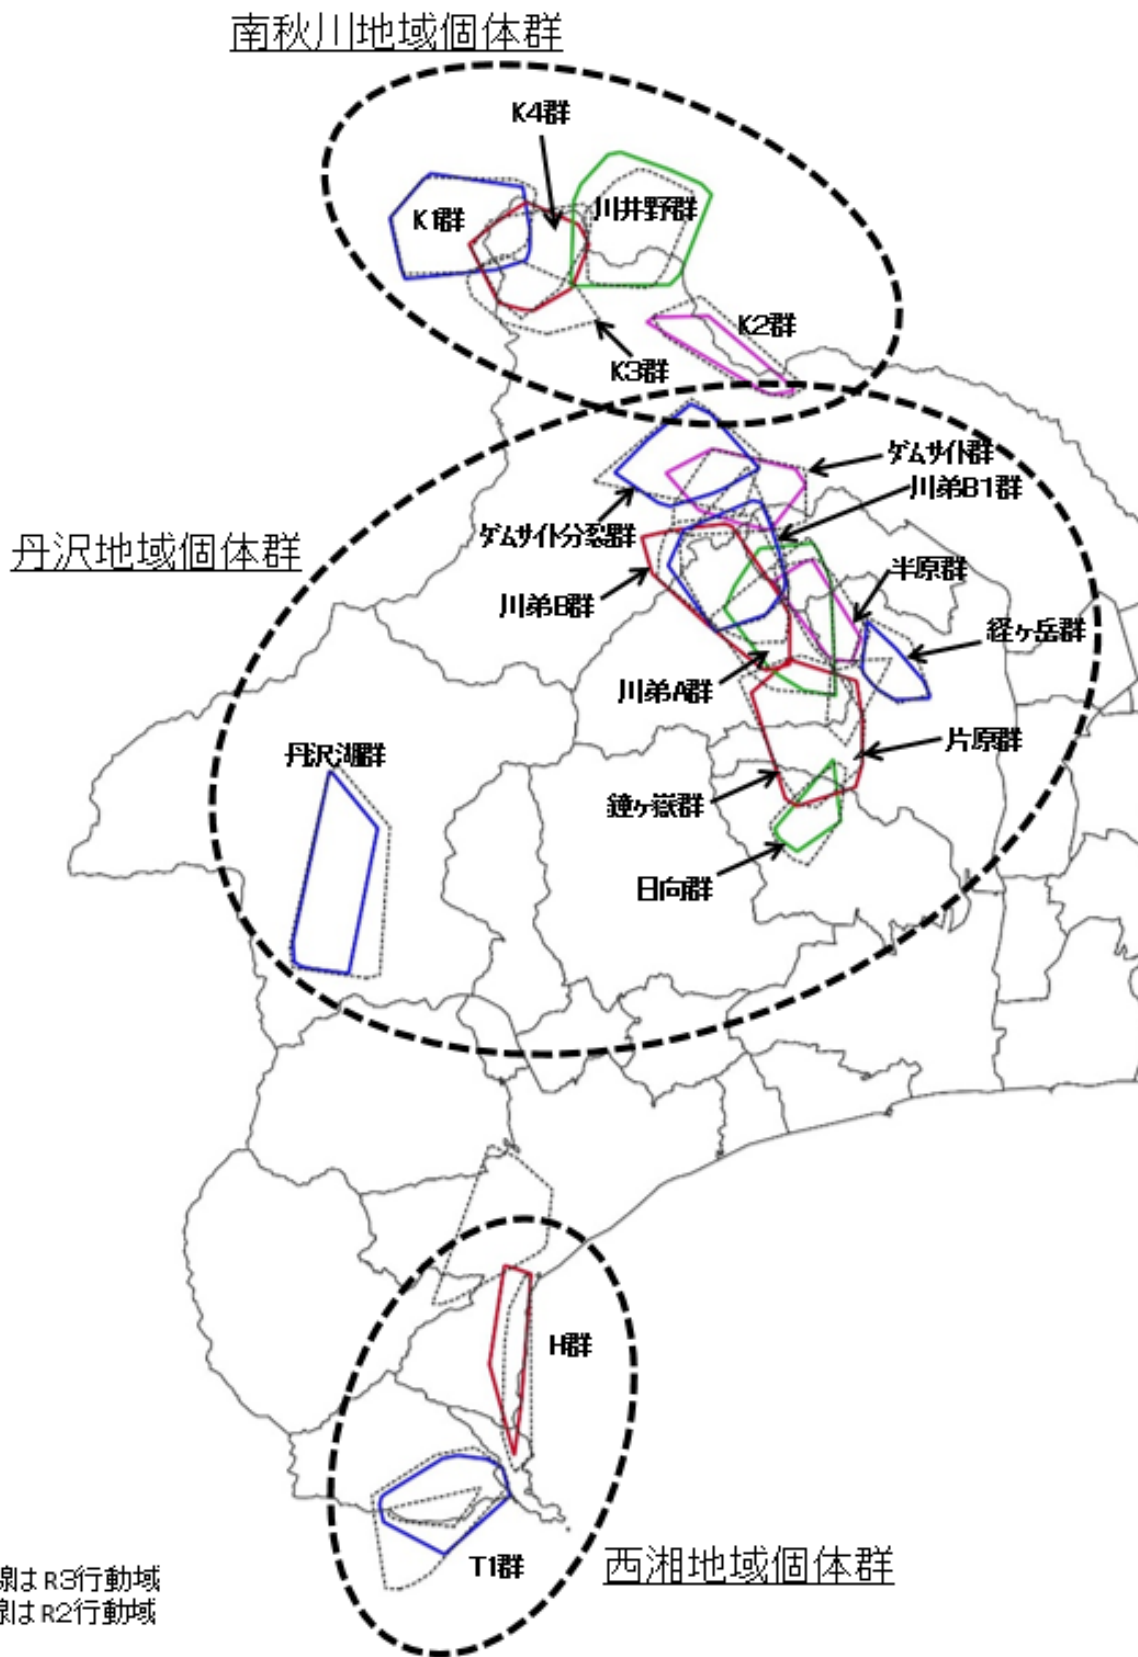 南秋川地域個体群
K4群
川井野群
K1群
K2群
K3群
ダムサイト群
川弟B1群
ダムサイト分裂群
丹沢地域個体群
半原群
川弟B群
経ヶ岳群
川弟A群
片原群
丹沢湖群
鐘ヶ嶽群
日向群
H群
T1群
西湘地域個体群
線はR3行動域
線はR2行動域